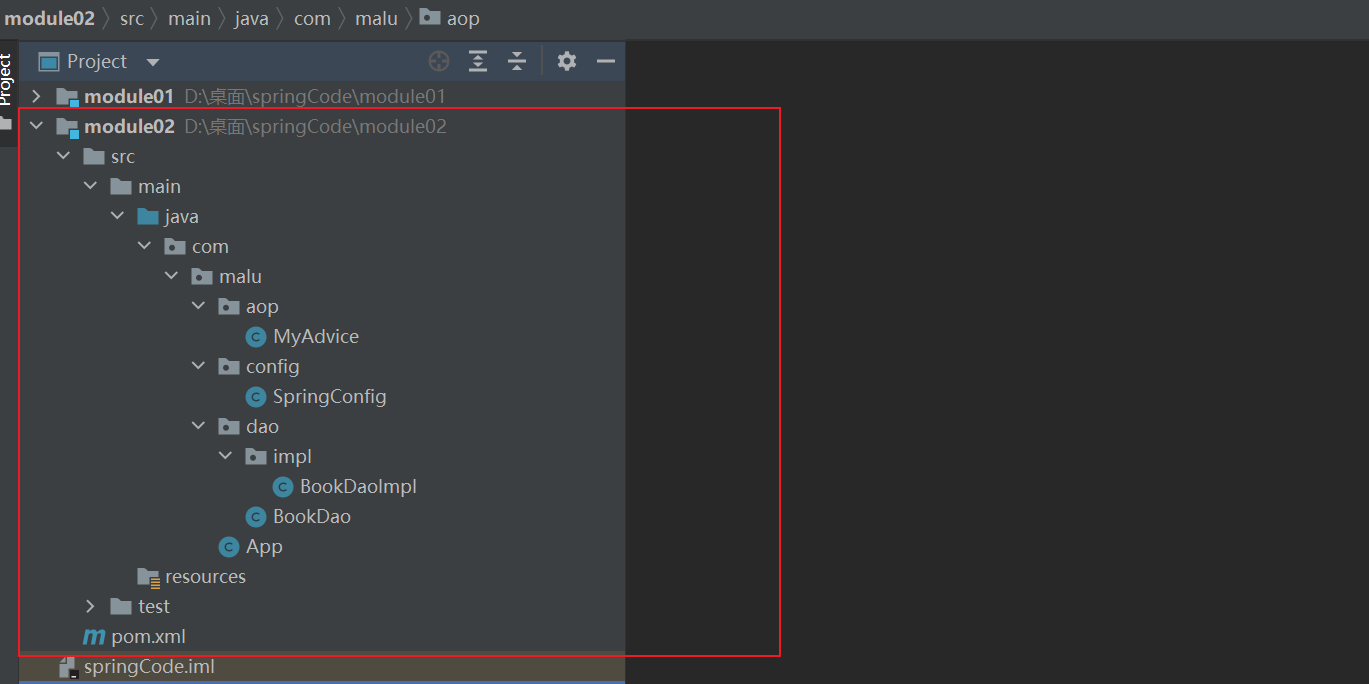 module02 〉 src 〉 main 〉 java 〉 com 〉 malu 〉 aop
Project
Project
module01 D:\桌面\springCode\module01
module02 D:\桌面\springCode\module02
src
main
java
com
malu
aop
MyAdvice
config
SpringConfig
dao
impl
BookDaoImpl
BookDao
App
resources
test
pom.xml
springCode.iml